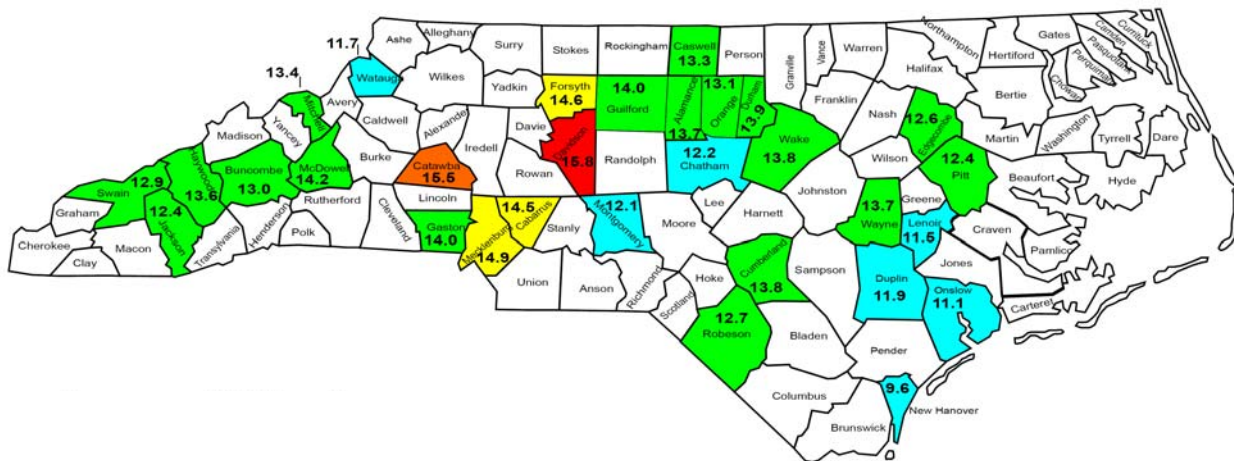 11.7
Ashe
Alleghany
Surry
Stokes
Rockingham
Caswell
13.3
Person
Granville
Vance
Warren
Northampton
Hertiford
Gates
Camden
Currituck
Pasquotank
Perquiman
Chowan
Halifax
Bertie
13.4
Mitchell
Wataug
Wilkes
Yadkin
Forsyth
14.6
14.0
Guilford
Alamance
13.7
13.1
Orange
Durham
13.9
Franklin
Nash
12.6
Edgecombe
Martin
Washington
Tyrrell
Dare
Avery
Caldwell
Alexande
Iredell
Davie
Davidson
15.8
Randolph
12.2
Chatham
Wake
13.8
Wilson
12.4
Pitt
Beaufort
Hyde
Madison
Yancey
Burke
Catawba
15.5
Rowan
Johnston
Greene
Swain
12.9
Haywood
13.6
Buncombe
13.0
McDowell
14.2
Rutherford
Lincoln
12.1
Montgomery
Moore
Lee
Harnett
13.7
Wayne
Lenoir
11.5
Craven
Pamlico
Graham
12.4
Jackson
Henderson
Polk
Cleveland
Gaston
14.0
Mecklenburg
14.9
14.5
Cabarrus
Stanly
Cherokee
Clay
Macon
Transylvania
Union
Anson
Richmond
Scotland
Hoke
Cumberland
13.8
Sampson
Duplin
11.9
Jones
Onslow
11.1
Carteret
12.7
Robeson
Bladen
Pender
Columbus
Brunswick
9.6
New Hanover